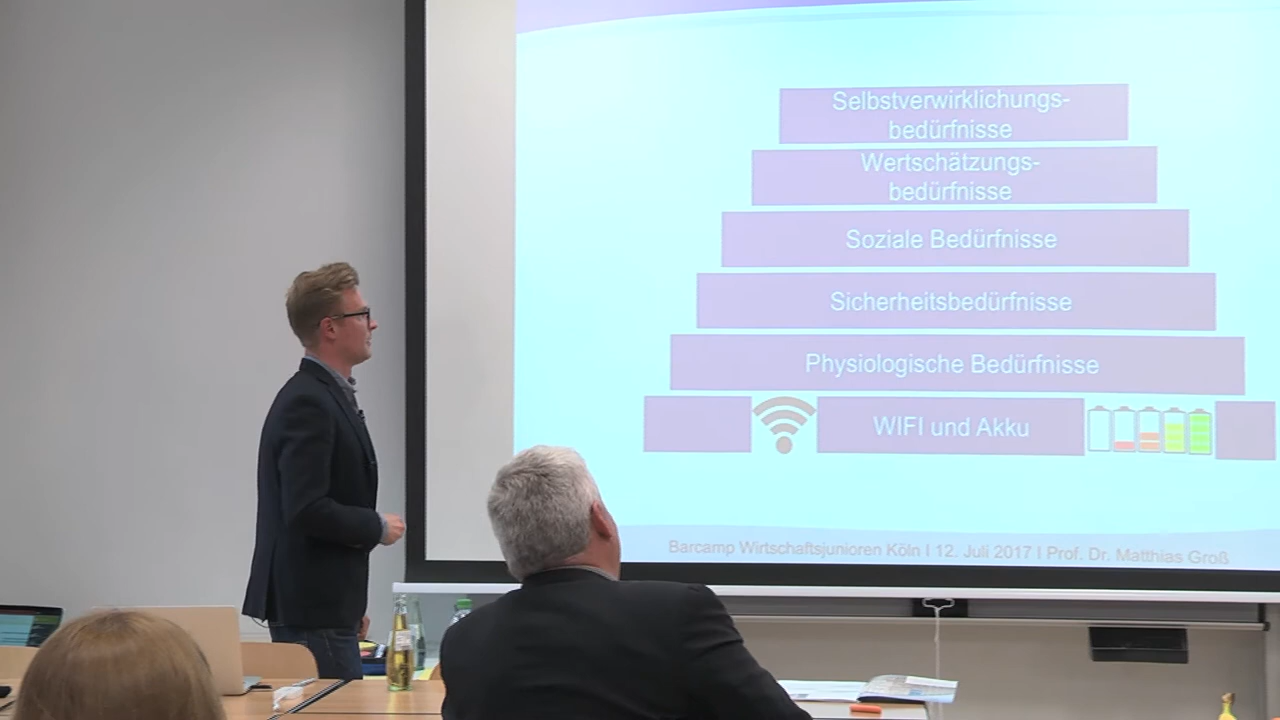 Selbstverwirklichungs-
bedürfnisse
Wertschätzungs-
bedürfnisse
Soziale Bedürfnisse
Sicherheitsbedürfnisse
Physiologische Bedürfnisse
WIFI und Akku
Barcamp Wirtschaftsjunioren Köln I 12. Juli 2017 I Prof. Dr. Matthias Groß